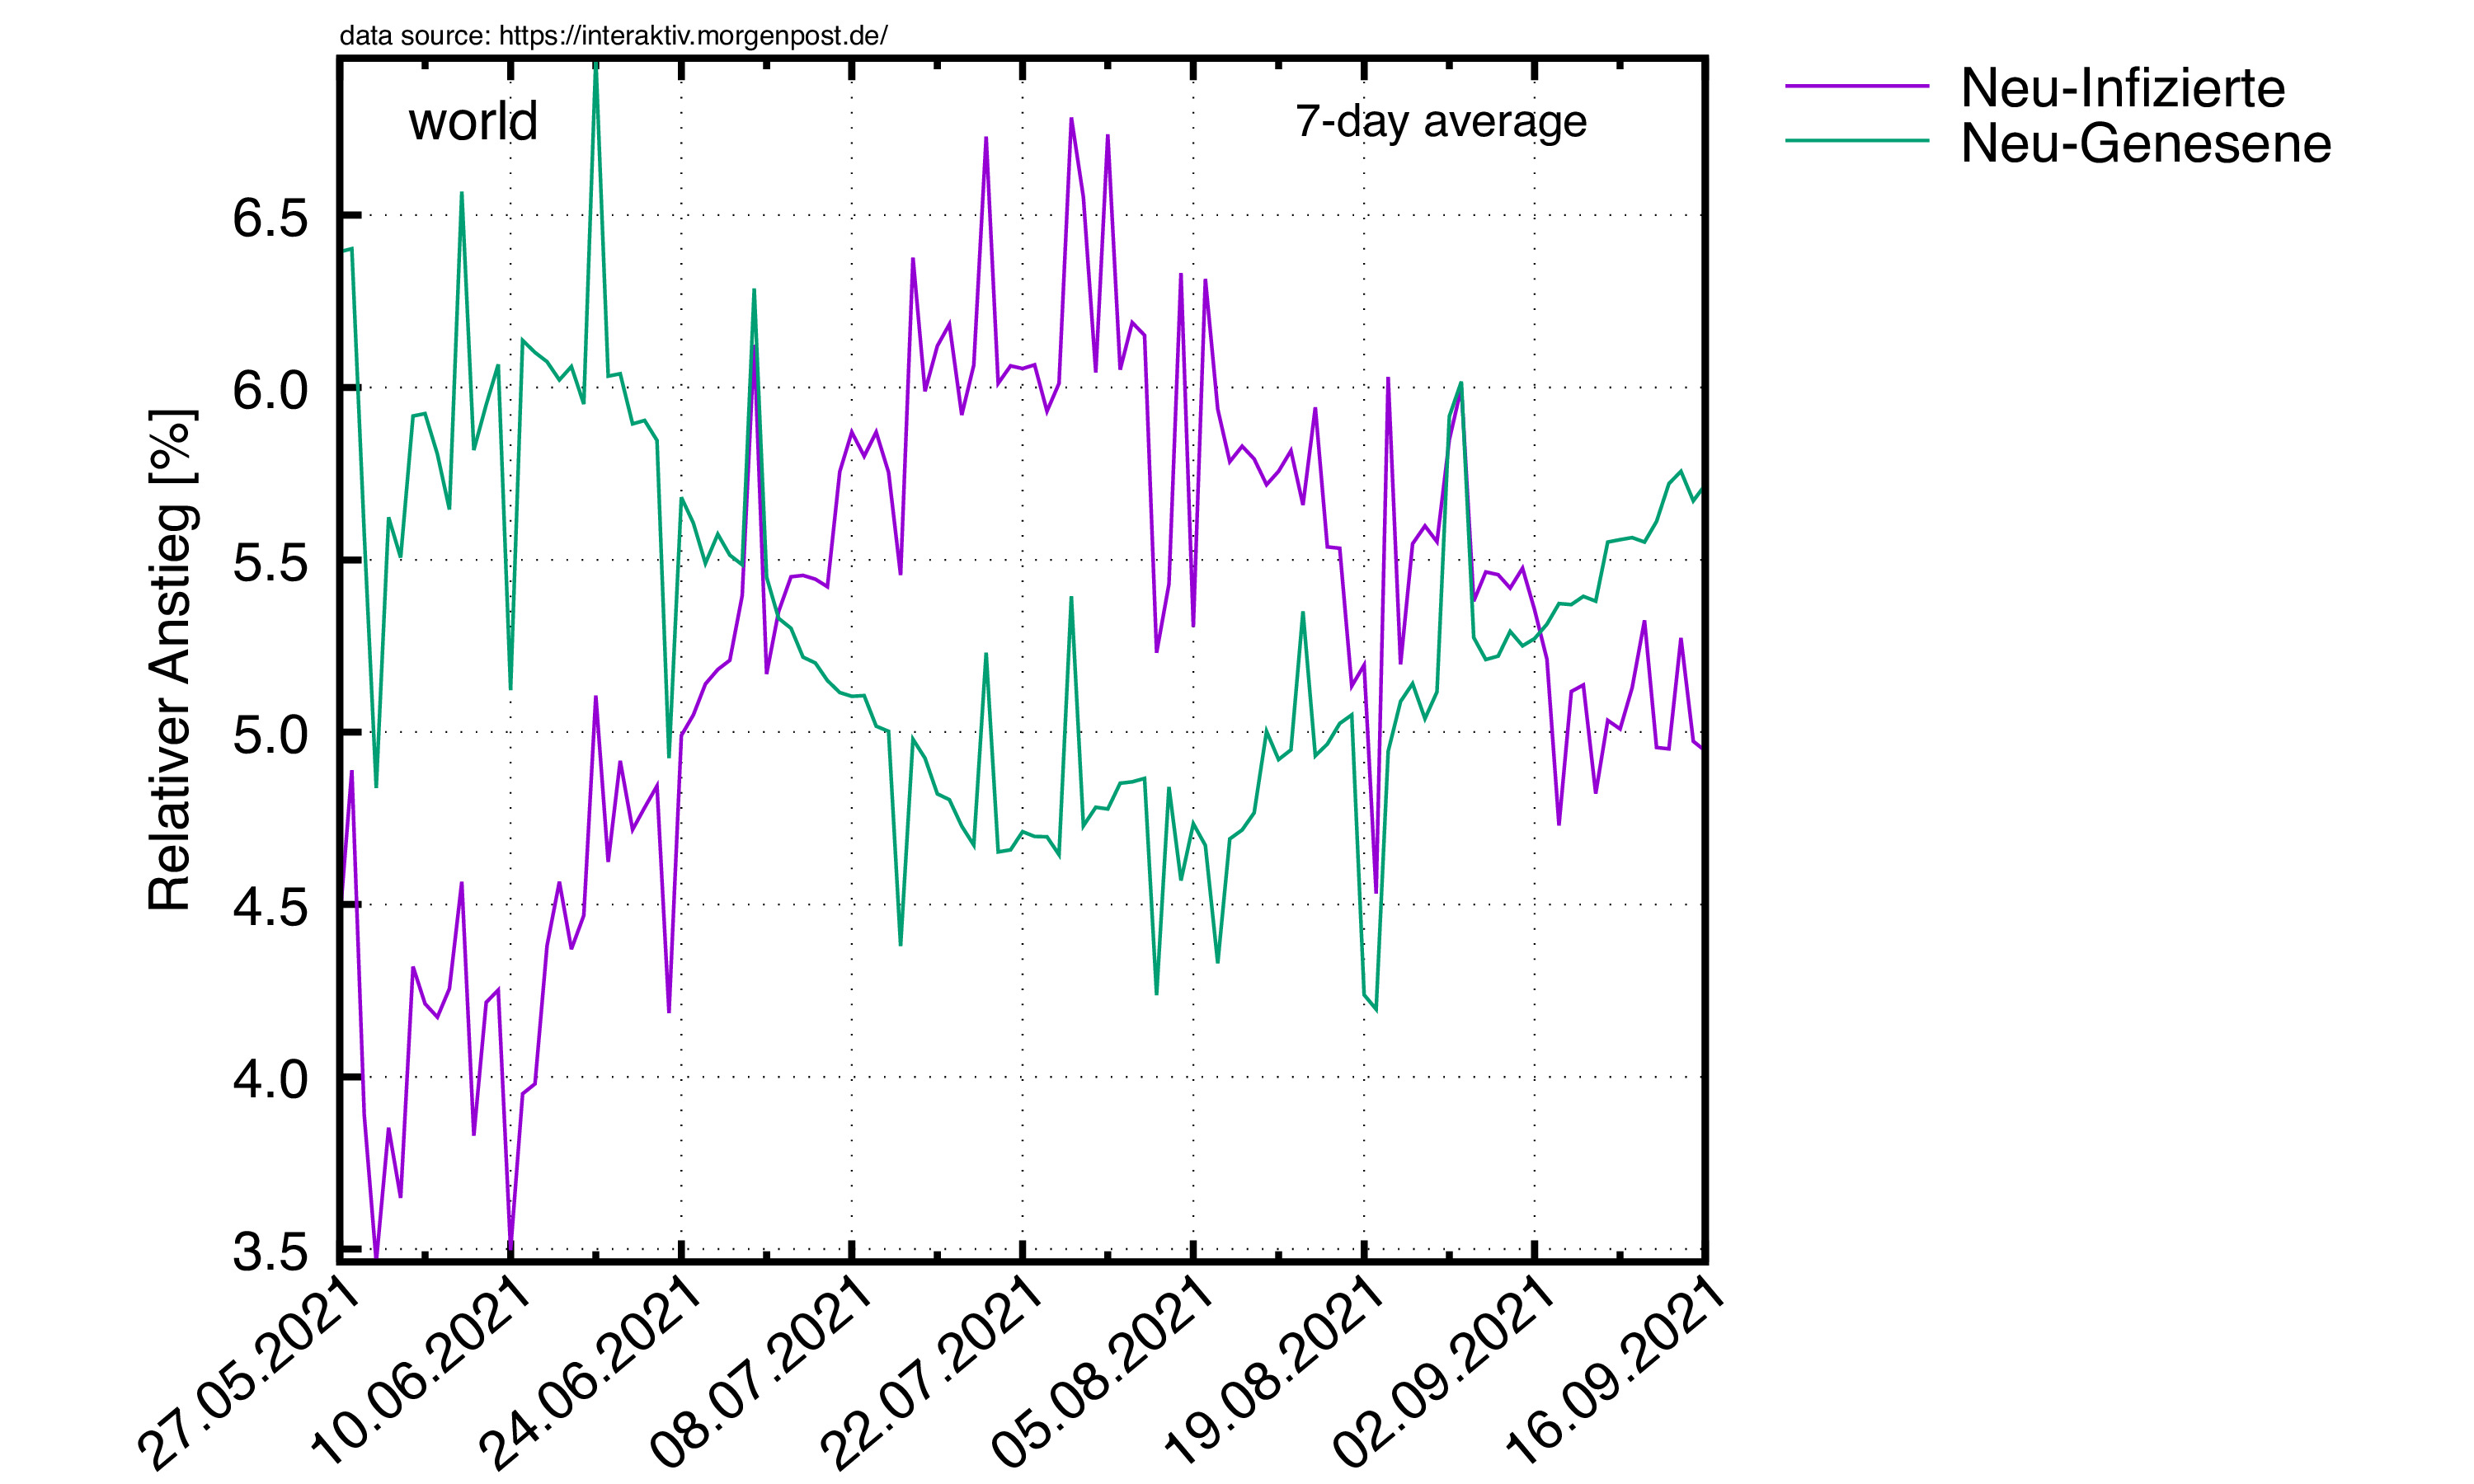 data source: https://interaktiv.morgenpost.de/
world
7-day average
Neu-Infizierte
Neu-Genesene
Relativer Anstieg [%]
6.5
6.0
5.5
5.0
4.5
4.0
3.5
27.05.2021
10.06.2021
24.06.2021
08.07.2021
22.07.2021
05.08.2021
19.08.2021
02.09.2021
16.09.2021